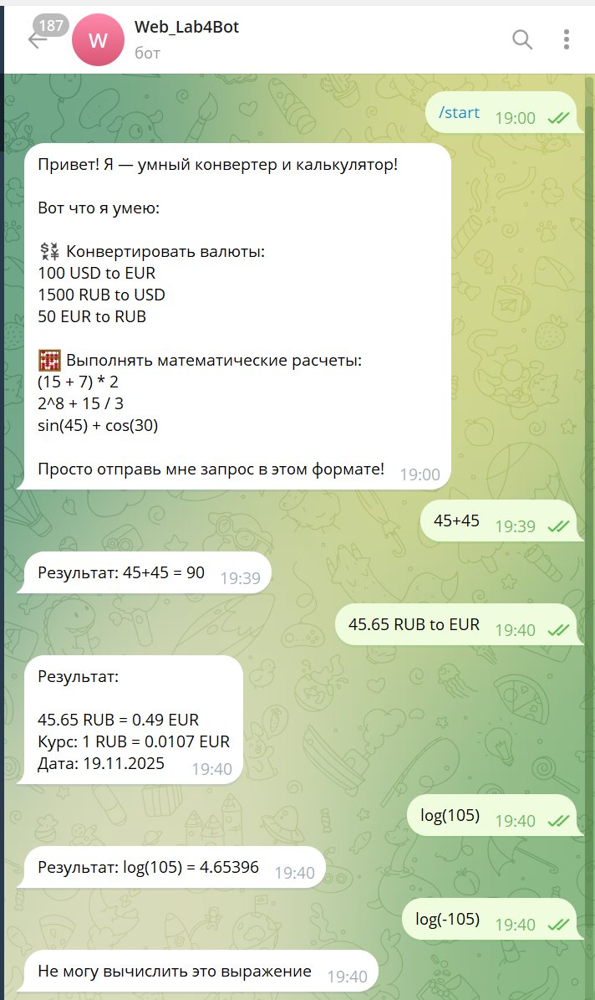 187
W
Web_Lab4Bot
бот
/start 19:00
Привет! Я — умный конвертер и калькулятор!
Вот что я умею:
💱 Конвертировать валюты:
100 USD to EUR
1500 RUB to USD
50 EUR to RUB
🧮 Выполнять математические расчеты:
(15 + 7) * 2
2^8 + 15 / 3
sin(45) + cos(30)
Просто отправь мне запрос в этом формате! 19:00
45+45 19:39
Результат: 45+45 = 90 19:39
45.65 RUB to EUR 19:40
Результат:
45.65 RUB = 0.49 EUR
Курс: 1 RUB = 0.0107 EUR
Дата: 19.11.2025 19:40
log(105) 19:40
Результат: log(105) = 4.65396 19:40
log(-105) 19:40
Не могу вычислить это выражение 19:40